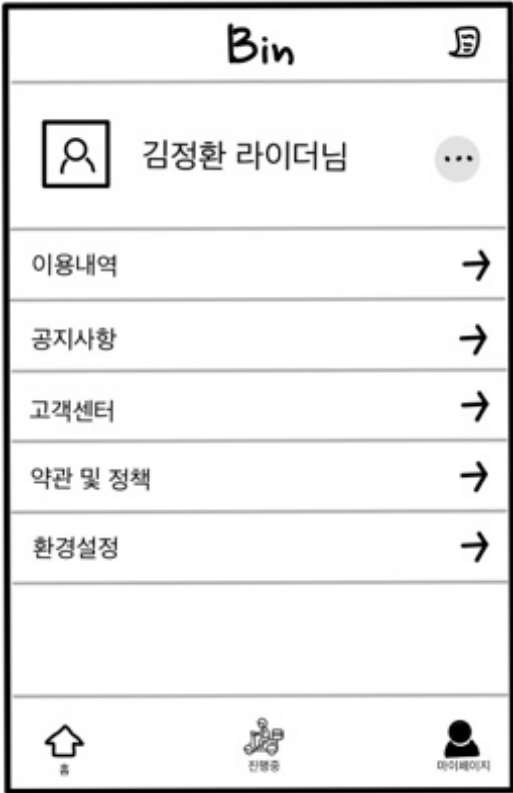 Bin
김정환 라이더님
이용내역
공지사항
고객센터
약관 및 정책
환경설정
홈
진행중
마이페이지